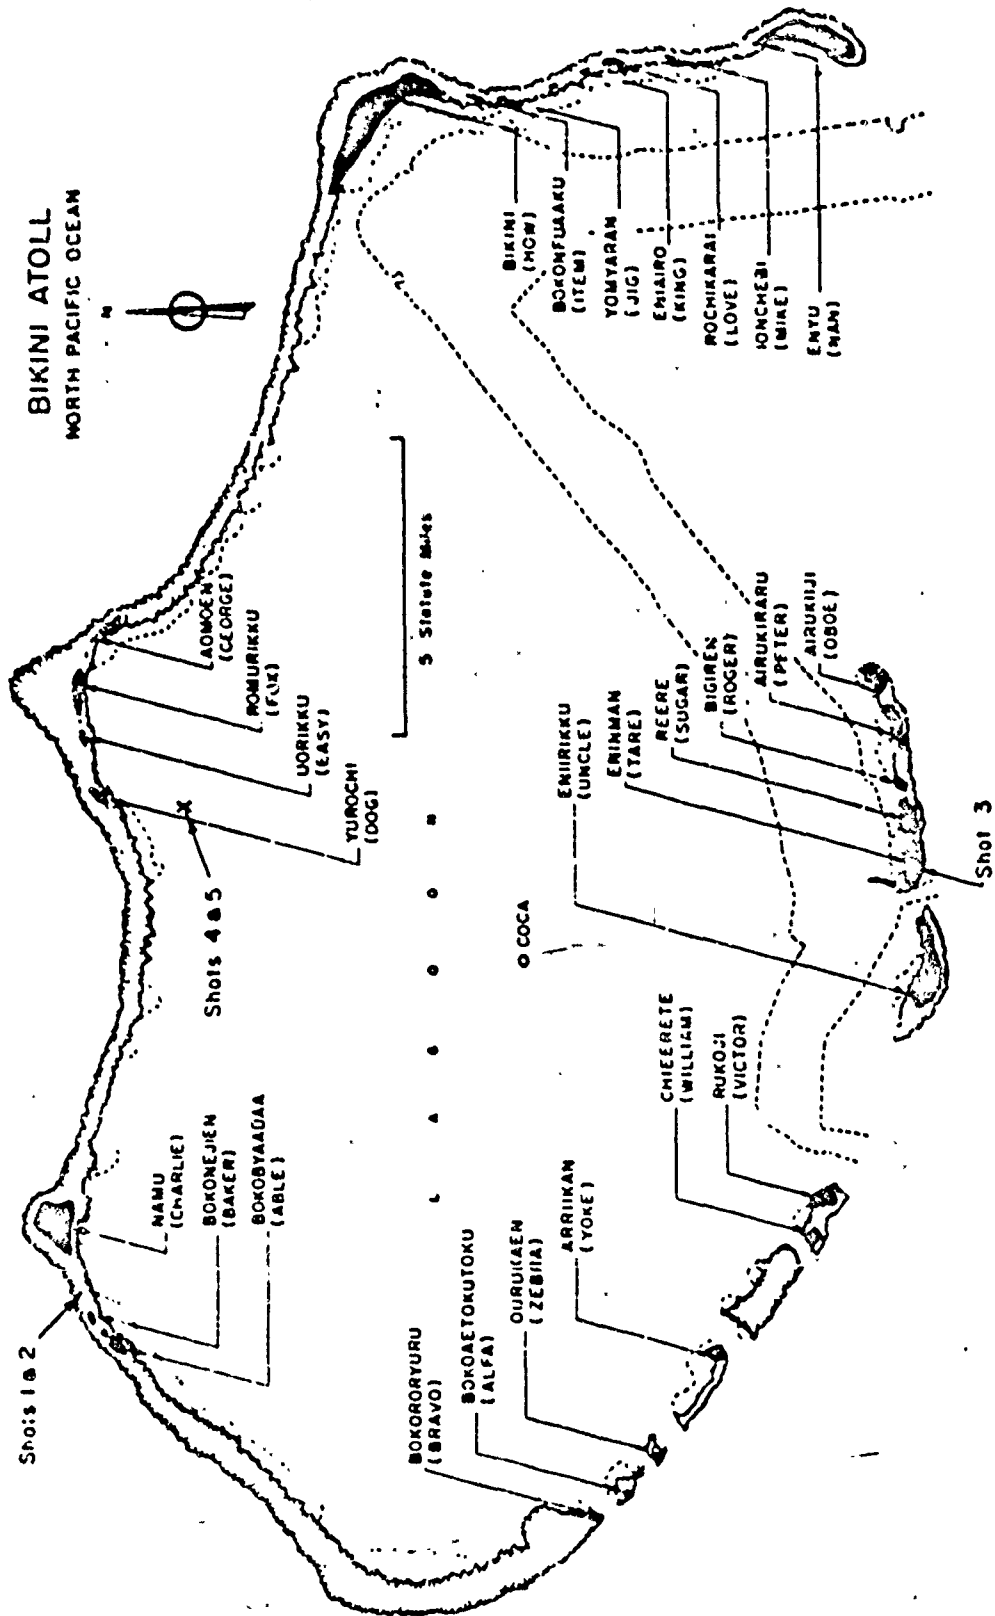 BIKINI ATOLL
NORTH PACIFIC OCEAN
N
Shots 1 & 2
NAMU
(CHARLIE)
BOKONEJIEN
(BAKER)
BOKOBYAADAA
(ABLE)
Shots 4 & 5
YUROCHI
(DOG)
UORIKKU
(EASY)
ROMURIKKU
(FOX)
AOMOEN
(GEORGE)
5 Statute Miles
BIKINI
(HOW)
BOKONFUAAKU
(ITEM)
YOMYARAN
(JIG)
ENIAIRO
(KING)
ROCHIKARAI
(LOVE)
IONCHEBI
(MIKE)
ENYU
(NAN)
L A G O O N
COCA
BOKORORYURU
(BRAVO)
BOKOAETOKUTOKU
(ALFA)
OURUKAEN
(ZEBRA)
ARRIIKAN
(YOKE)
CHIEERETE
(WILLIAM)
RUKOJI
(VICTOR)
ENIIRIKKU
(UNCLE)
ENINMAN
(TARE)
REERE
(SUGAR)
BIGIREN
(ROGER)
AIRUKIRARU
(PETER)
AIRUKIIJI
(OBOE)
Shot 3